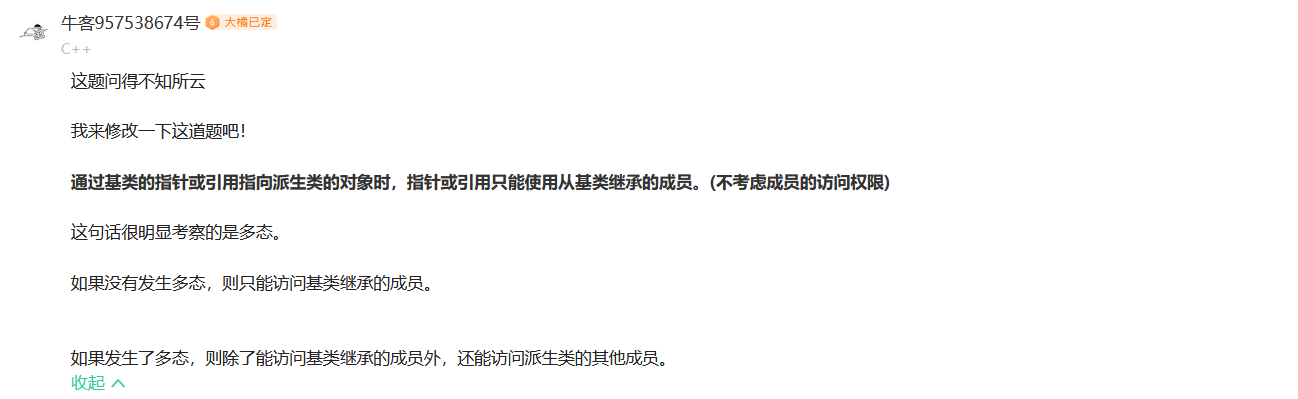 牛客957538674号 6 大橘已定
C++
这题问得不知所云
我来修改一下这道题吧！
通过基类的指针或引用指向派生类的对象时，指针或引用只能使用从基类继承的成员。(不考虑成员的访问权限)
这句话很明显考察的是多态。
如果没有发生多态，则只能访问基类继承的成员。
如果发生了多态，则除了能访问基类继承的成员外，还能访问派生类的其他成员。
收起